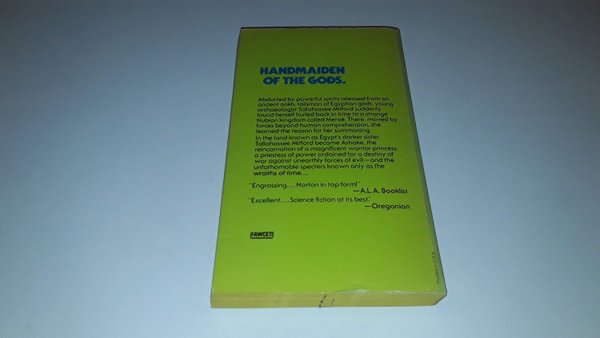 HANDMAIDEN
OF THE GODS.
Abducted by powerful spirits released from an
ancient ankh, talisman of Egyptian gods, young
archaeologist Tallahassee Mitford suddenly
found herself hurled back in time to a strange
Nubian kingdom called Meroë. There, moved by
forces beyond human comprehension, she
learned the reason for her summoning.
In the land known as Egypt's darker sister,
Tallahassee Mitford became Ashake, the
reincarnation of a magnificent warrior princess,
a priestess of power ordained for a destiny of
war against unearthly forces of evil—and the
unfathomable specters known only as the
wraiths of time....
"Engrossing....Norton in top form!"
—A.L.A. Booklist
"Excellent....Science fiction at its best."
—Oregonian
FAWCETT